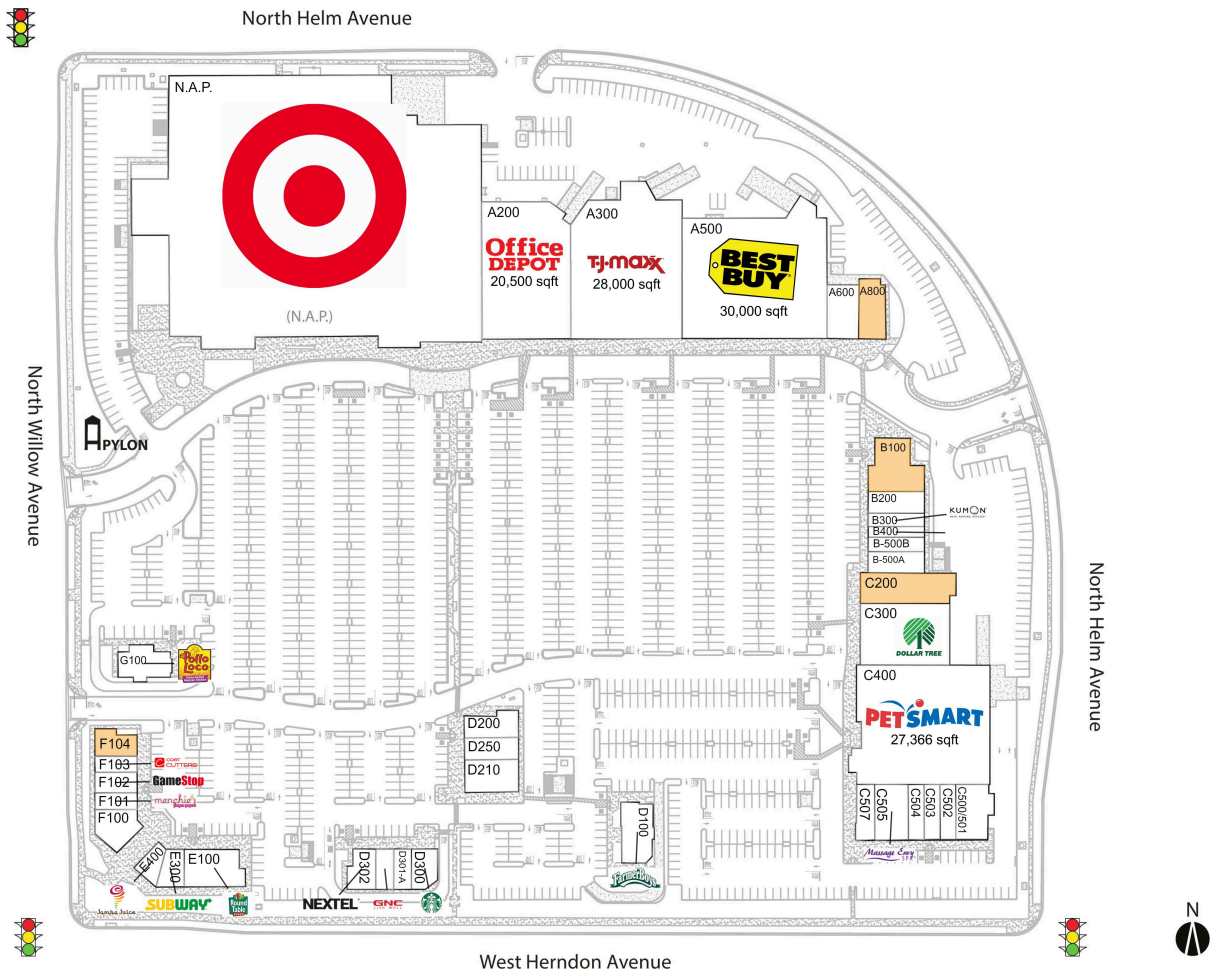 North Helm Avenue
N.A.P.
(N.A.P.)
A200
Office
DEPOT
20,500 sqft
A300
T.J.maxx
28,000 sqft
A500
BEST
BUY
30,000 sqft
A600
A800
North Willow Avenue
PYLON
B100
B200
B300
KUMON
B400
B-500B
B-500A
C200
C300
DOLLAR TREE
C400
PETSMART
27,366 sqft
North Helm Avenue
G100
Pollo
Loco
D200
D250
D210
F104
F103
COST
CUTTERS
F102
GameStop
F101
menchie's
F100
C507
C505
C504
C503
C502
C500/501
Massage Envy
SPA
D100
FarmerBoys
E400
E300
E100
D302
D301-A
D300
Jamba Juice
SUBWAY
Round
Table
NEXTEL
GNC
LIVE WELL
West Herndon Avenue
N